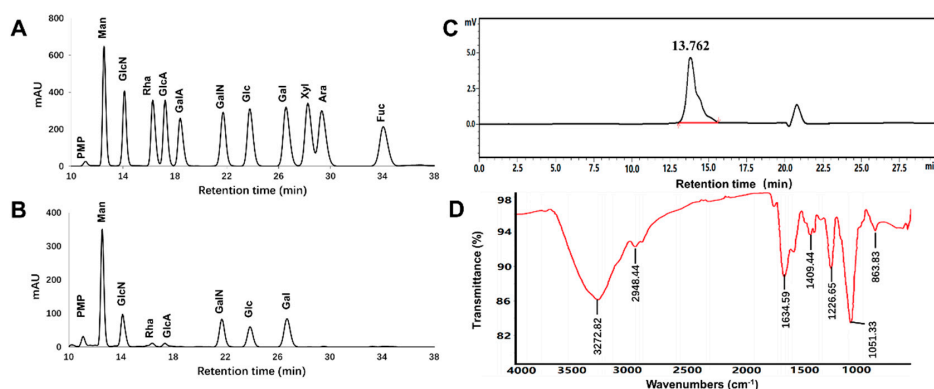 A
800
600
400
200
0
mAU
PMP
Man
GlcN
Rha
GlcA
GalA
GalN
Glc
Gal
Xyl
Ara
Fuc
10 14 18 22 26 30 34 38
Retention time (min)
B
400
300
200
100
0
mAU
PMP
Man
GlcN
Rha
GlcA
GalN
Glc
Gal
10 14 18 22 26 30 34 38
Retention time (min)
C
mV
5.0
2.5
0.0
13.762
0.0 2.5 5.0 7.5 10.0 12.5 15.0 17.5 20.0 22.5 25.0 27.5 min
Retention time (min)
D
98
94
90
86
82
Transmittance (%)
3272.82
2948.44
1634.59
1409.44
1226.65
1051.33
863.83
4000 3500 3000 2500 2000 1500 1000
Wavenumbers (cm⁻¹)